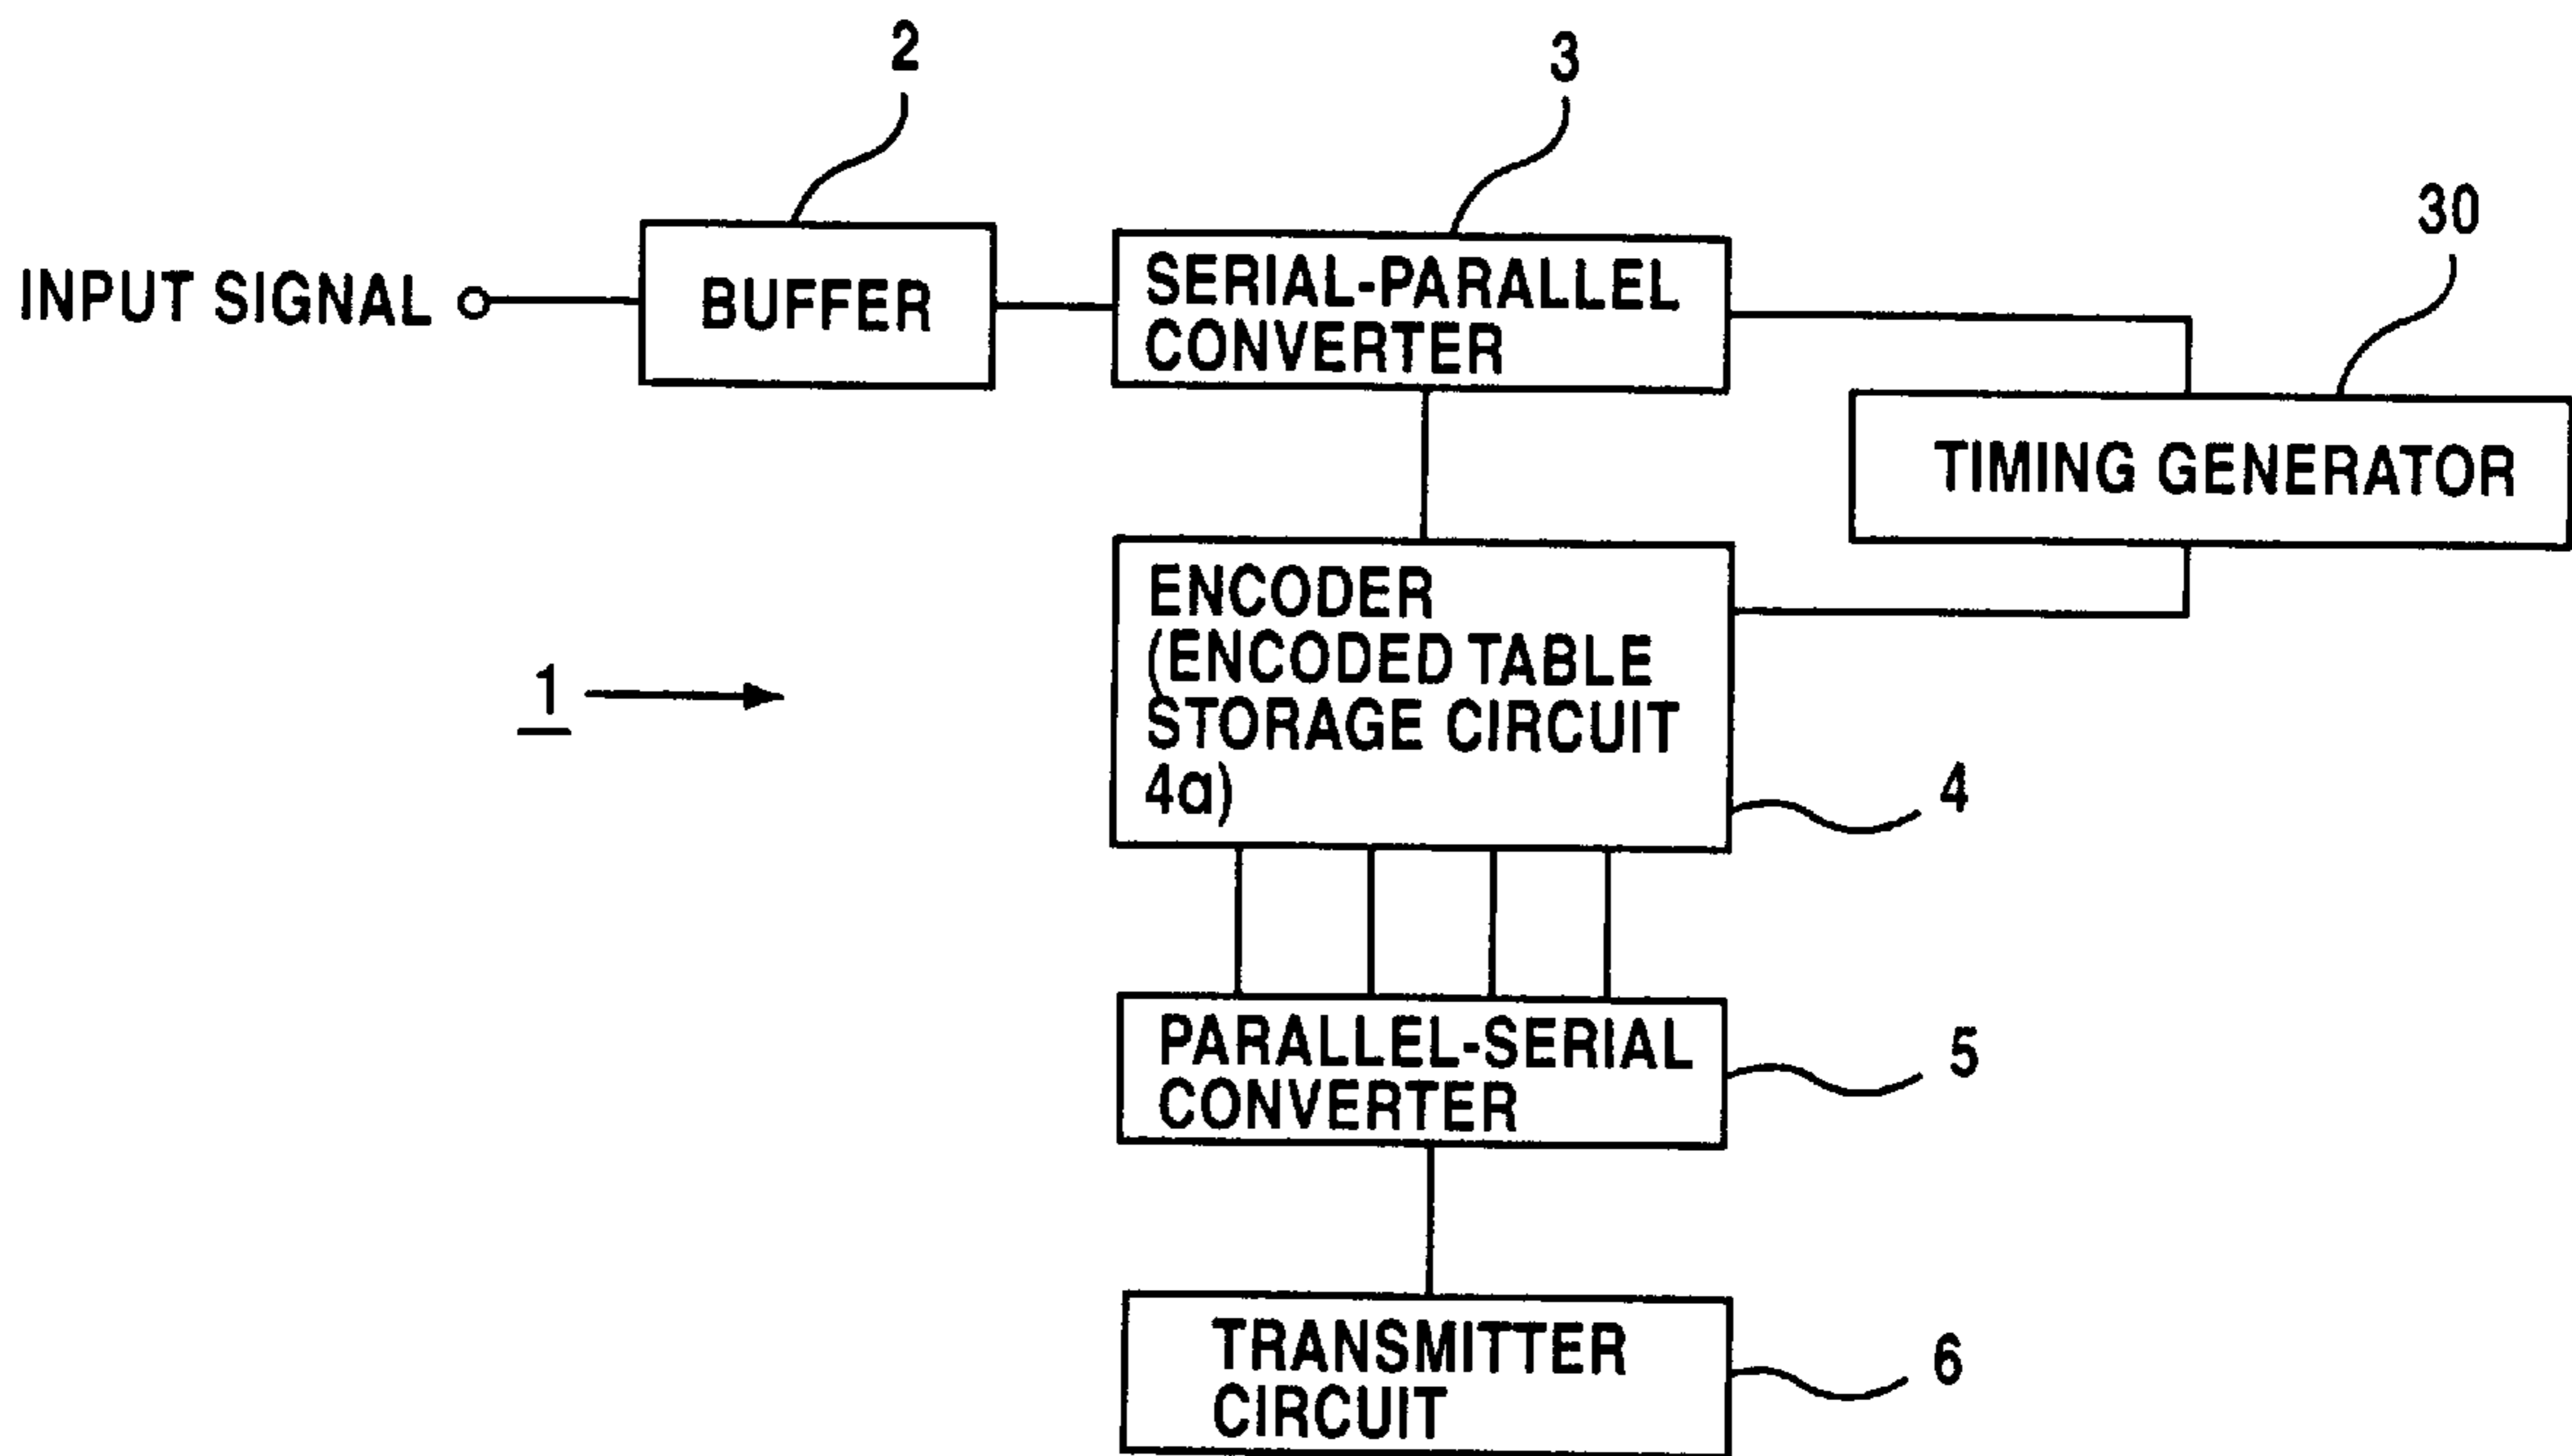 2
3
30
INPUT SIGNAL
BUFFER
SERIAL-PARALLEL
CONVERTER
TIMING GENERATOR
ENCODER
(ENCODED TABLE
STORAGE CIRCUIT
4a)
1
4
PARALLEL-SERIAL
CONVERTER
5
TRANSMITTER
CIRCUIT
6